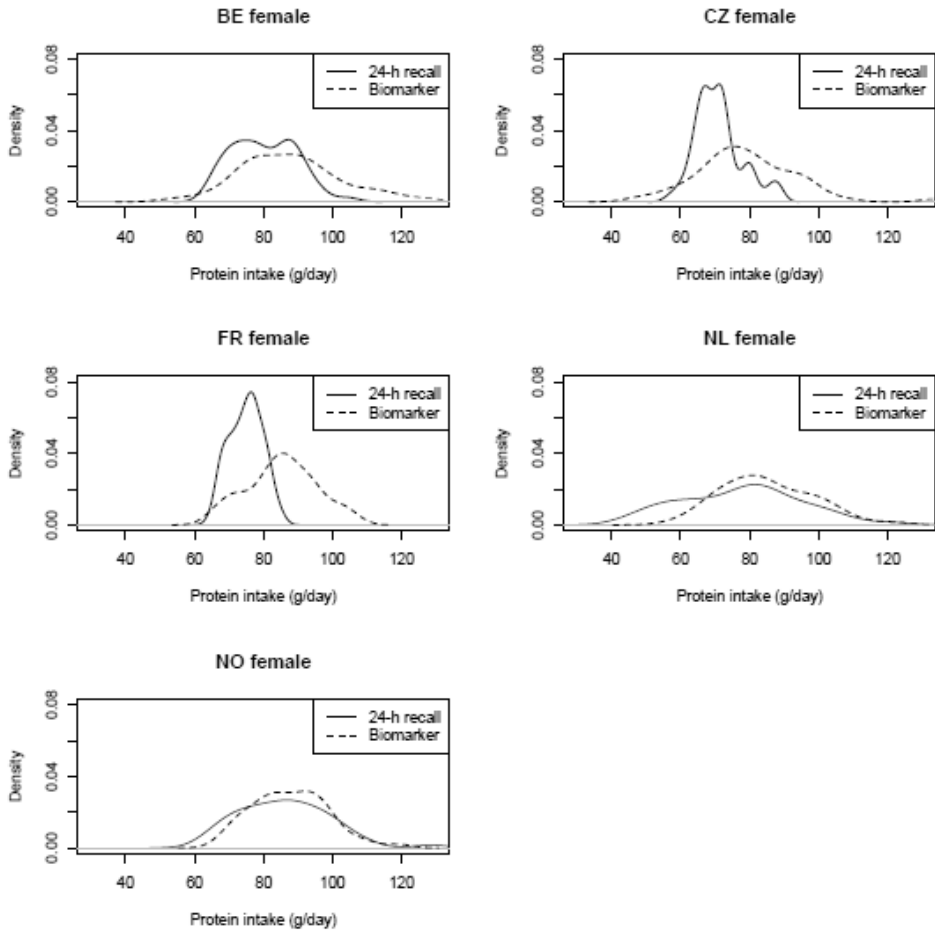 BE female
24-h recall
Biomarker
Density
0.00 0.04 0.08
40 60 80 100 120
Protein intake (g/day)
CZ female
24-h recall
Biomarker
Density
0.00 0.04 0.08
40 60 80 100 120
Protein intake (g/day)
FR female
24-h recall
Biomarker
Density
0.00 0.04 0.08
40 60 80 100 120
Protein intake (g/day)
NL female
24-h recall
Biomarker
Density
0.00 0.04 0.08
40 60 80 100 120
Protein intake (g/day)
NO female
24-h recall
Biomarker
Density
0.00 0.04 0.08
40 60 80 100 120
Protein intake (g/day)